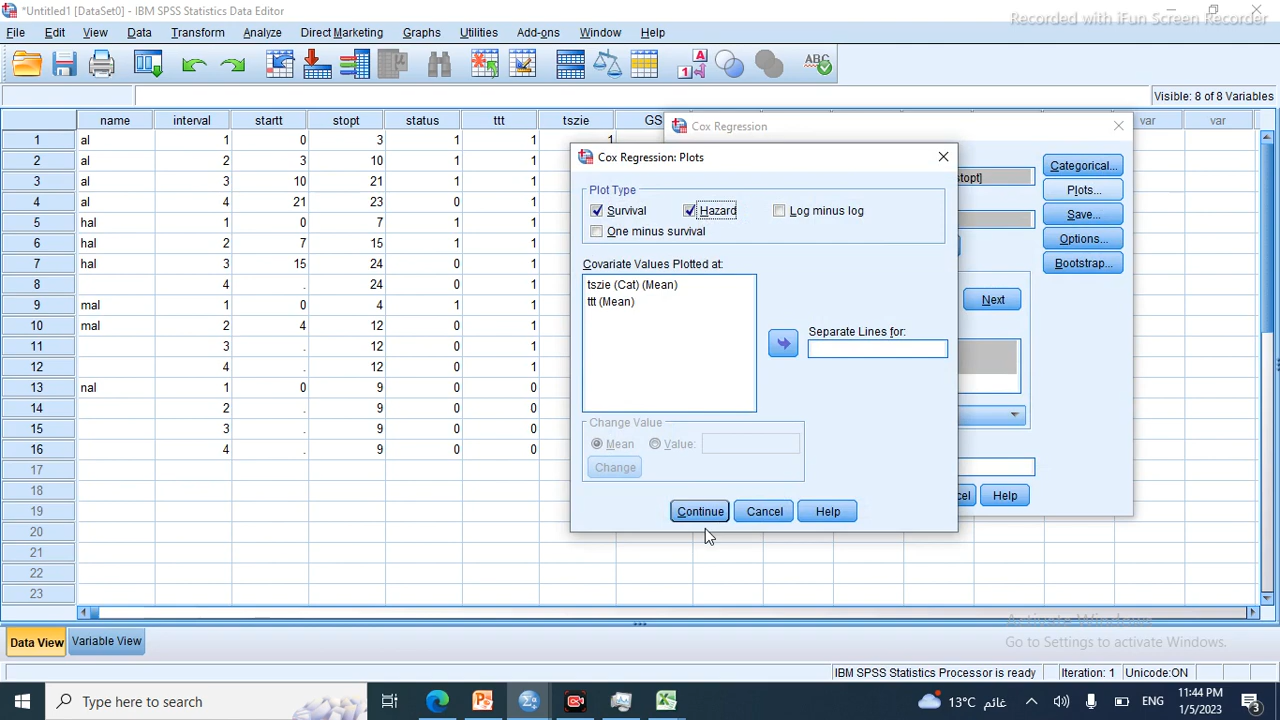 *Untitled1 [DataSet0] - IBM SPSS Statistics Data Editor
Recorded with iFun Screen Recorder
File Edit View Data Transform Analyze Direct Marketing Graphs Utilities Add-ons Window Help
Visible: 8 of 8 Variables
name interval startt stopt status ttt tszie GS var var
1 al 1 0 3 1 1 1
2 al 2 3 10 1 1
3 al 3 10 21 1 1
4 al 4 21 23 0 1
5 hal 1 0 7 1 1
6 hal 2 7 15 1 1
7 hal 3 15 24 0 1
8 4 . 24 0 1
9 mal 1 0 4 1 1
10 mal 2 4 12 0 1
11 3 . 12 0 1
12 4 . 12 0 1
13 nal 1 0 9 0 0
14 2 . 9 0 0
15 3 . 9 0 0
16 4 . 9 0 0
17
18
19
20
21
22
23
Cox Regression
stopt]
Categorical...
Plots...
Save...
Options...
Bootstrap...
Next
cel Help
Cox Regression: Plots
Plot Type
Survival Hazard Log minus log
One minus survival
Covariate Values Plotted at:
tszie (Cat) (Mean)
ttt (Mean)
Separate Lines for:
Change Value
Mean Value:
Change
Continue Cancel Help
Activate Windows
Go to Settings to activate Windows.
Data View Variable View
IBM SPSS Statistics Processor is ready Iteration: 1 Unicode:ON
Type here to search
13°C غائم
ENG
11:44 PM
1/5/2023
3